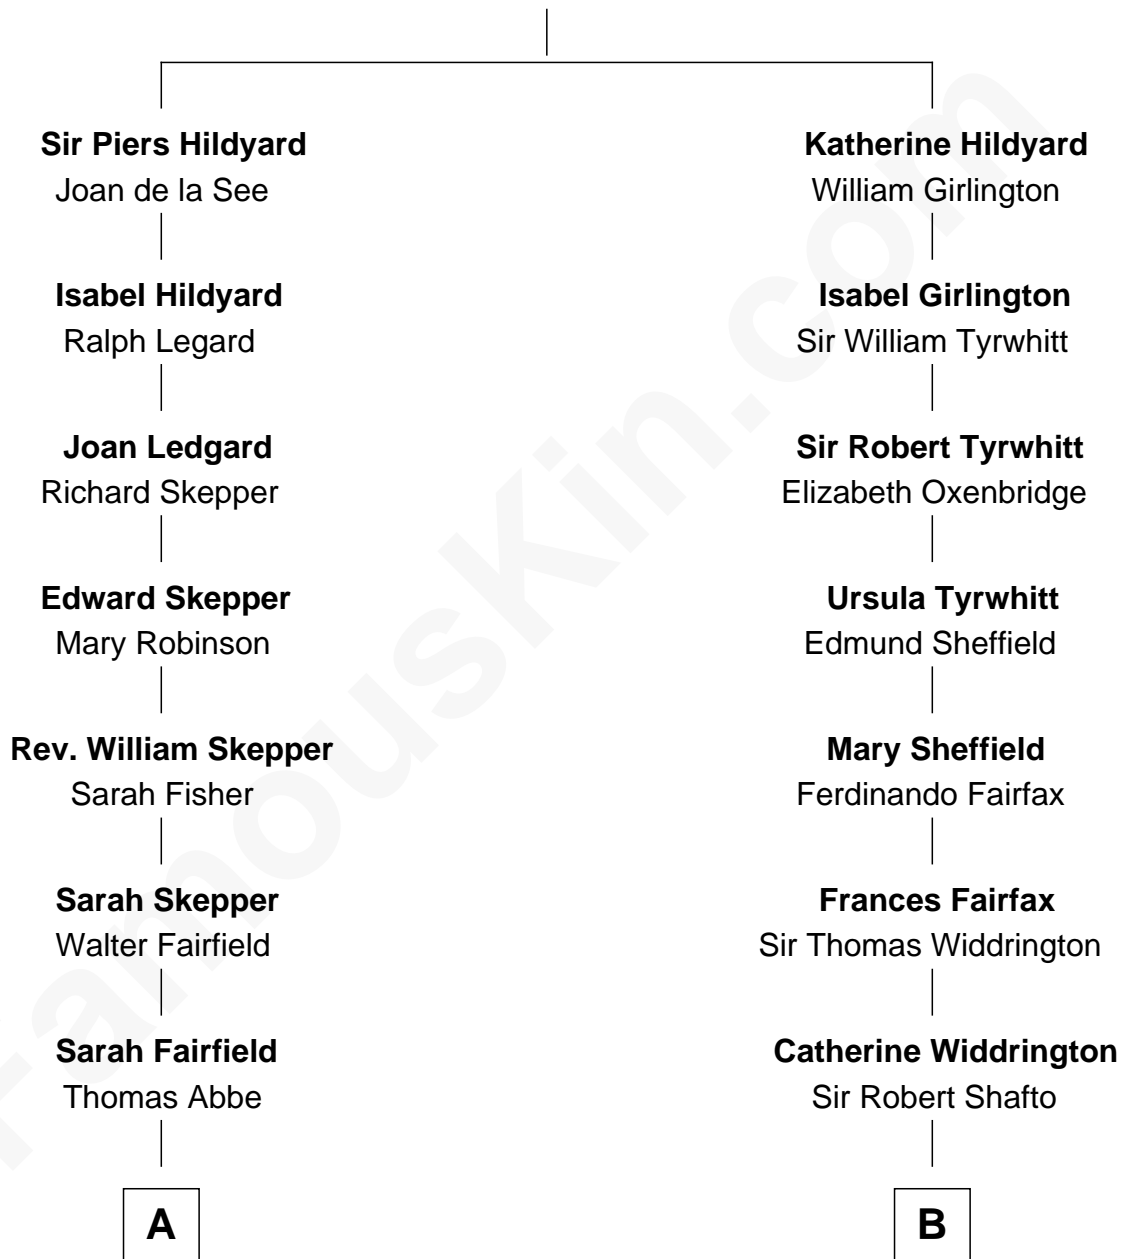 Sir Piers Hildyard
Joan de la See
Isabel Hildyard
Ralph Legard
Joan Ledgard
Richard Skepper
Edward Skepper
Mary Robinson
Rev. William Skepper
Sarah Fisher
Sarah Skepper
Walter Fairfield
Sarah Fairfield
Thomas Abbe
A
Katherine Hildyard
William Girlington
Isabel Girlington
Sir William Tyrwhitt
Sir Robert Tyrwhitt
Elizabeth Oxenbridge
Ursula Tyrwhitt
Edmund Sheffield
Mary Sheffield
Ferdinando Fairfax
Frances Fairfax
Sir Thomas Widdrington
Catherine Widdrington
Sir Robert Shafto
B
FamousKin.com